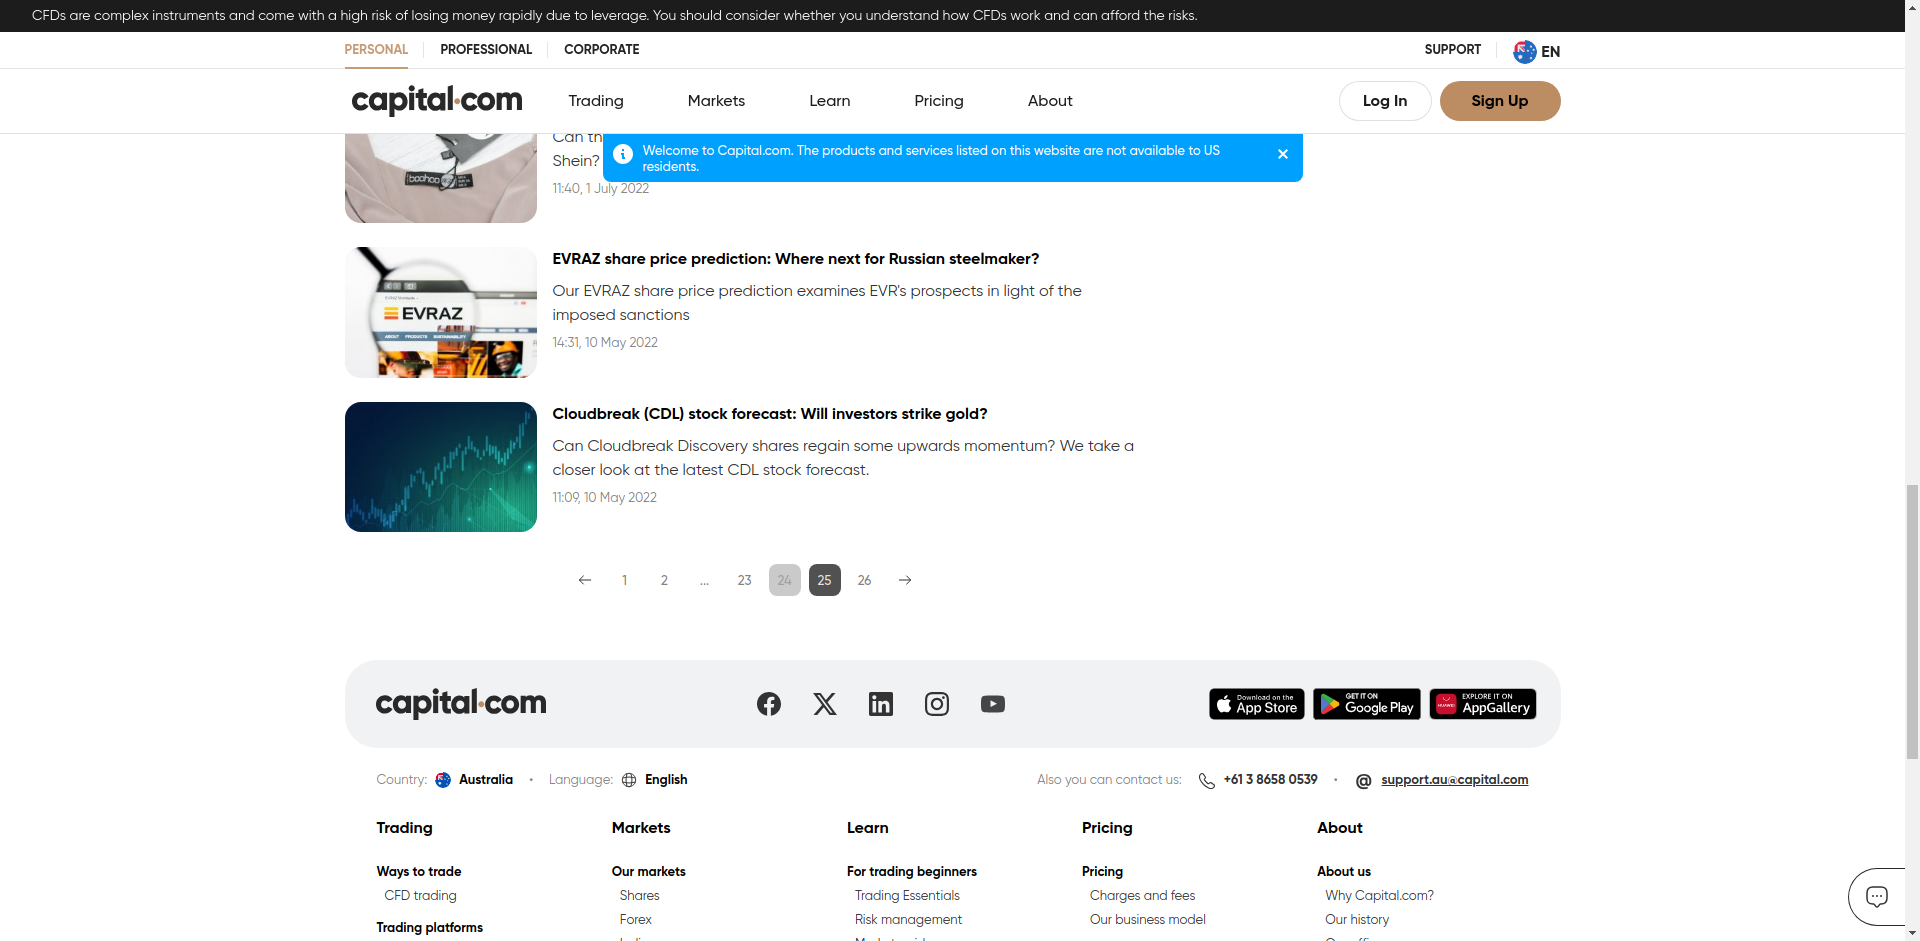 CFDs are complex instruments and come with a high risk of losing money rapidly due to leverage. You should consider whether you understand how CFDs work and can afford the risks.
PERSONAL
PROFESSIONAL
CORPORATE
SUPPORT
EN
capital.com
Trading
Markets
Learn
Pricing
About
Log In
Sign Up
Can th
Shein?
11:40, 1 July 2022
boohoo
Welcome to Capital.com. The products and services listed on this website are not available to US
residents.
EVRAZ share price prediction: Where next for Russian steelmaker?
Our EVRAZ share price prediction examines EVR's prospects in light of the
imposed sanctions
14:31, 10 May 2022
EVRAZ
ABOUT PRODUCTS SUSTAINABILITY
Cloudbreak (CDL) stock forecast: Will investors strike gold?
Can Cloudbreak Discovery shares regain some upwards momentum? We take a
closer look at the latest CDL stock forecast.
11:09, 10 May 2022
1 2 ... 23 24 25 26
capital.com
Download on the
App Store
GET IT ON
Google Play
HUAWEI
EXPLORE IT ON
AppGallery
Country: Australia • Language: English
Also you can contact us: +61 3 8658 0539 • support.au@capital.com
Trading
Markets
Learn
Pricing
About
Ways to trade
Our markets
For trading beginners
Pricing
About us
CFD trading
Shares
Trading Essentials
Charges and fees
Why Capital.com?
Forex
Risk management
Our business model
Our history
Trading platforms